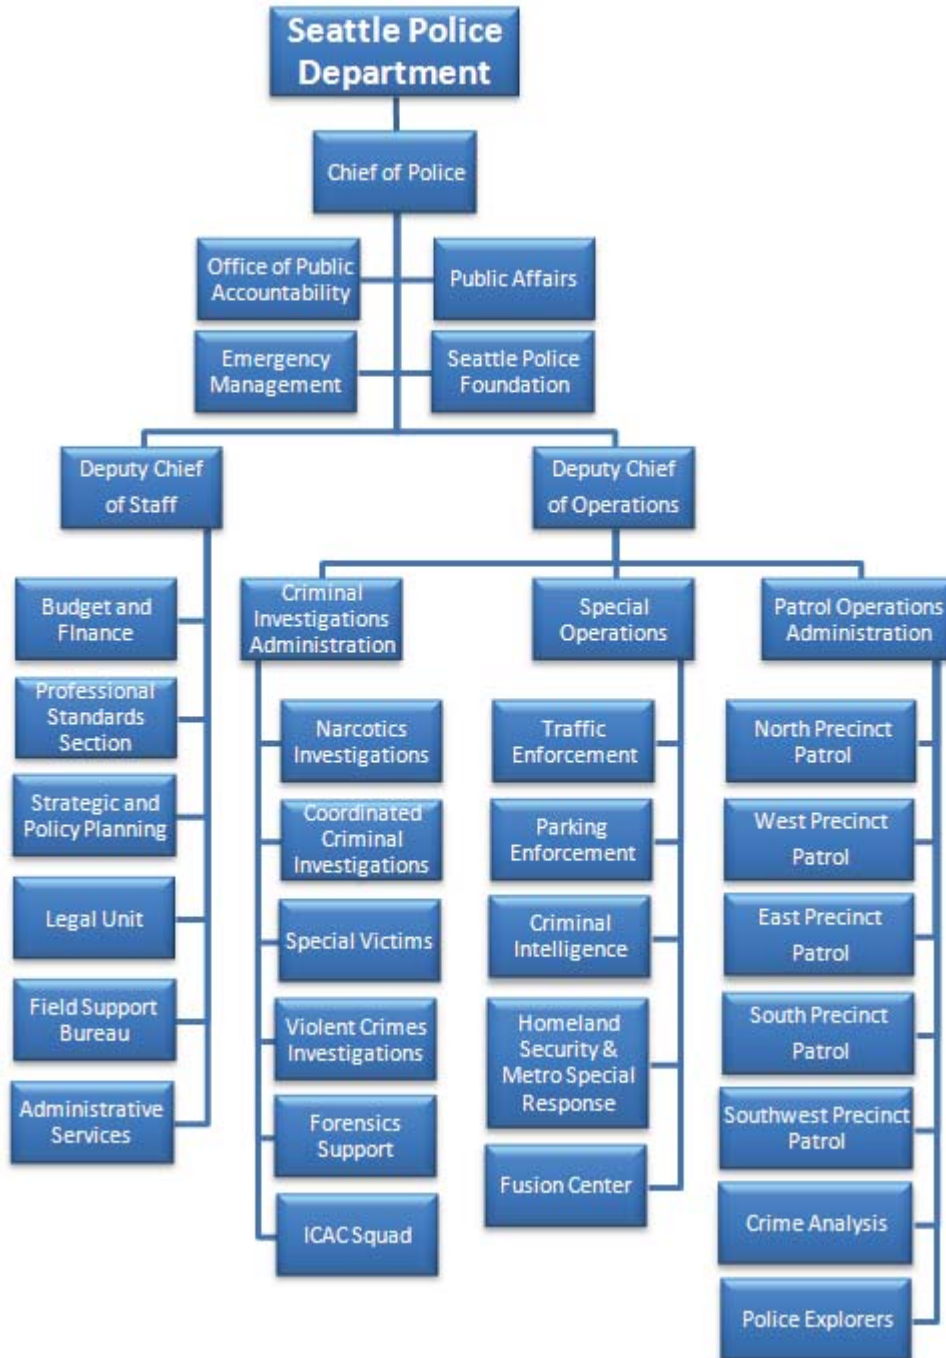 Seattle Police
Department
Chief of Police
Office of Public
Accountability
Public Affairs
Emergency
Management
Seattle Police
Foundation
Deputy Chief
of Staff
Deputy Chief
of Operations
Budget and
FInance
Professional
Standards
Section
Strategic and
Policy Planning
Legal Unit
Field Support
Bureau
Administrative
Services
Criminal
Investigations
Administration
Narcotics
Investigations
Coordinated
Criminal
Investigations
Special Victims
Violent Crimes
Investigations
Forensics
Support
ICAC Squad
Special
Operations
Traffic
Enforcement
Parking
Enforcement
Criminal
Intelligence
Homeland
Security &
Metro Special
Response
Fusion Center
Patrol Operations
Administration
North Precinct
Patrol
West Precinct
Patrol
East Precinct
Patrol
South Precinct
Patrol
Southwest Precinct
Patrol
Crime Analysis
Police Explorers